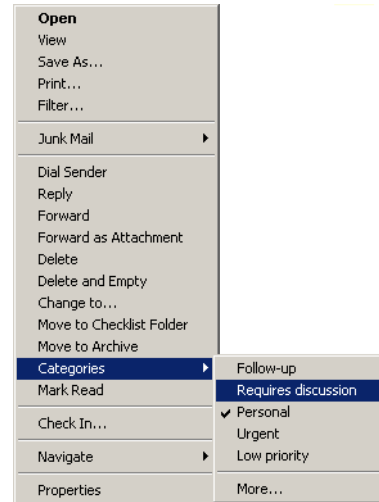 Open
View
Save As...
Print...
Filter...
Junk Mail
Dial Sender
Reply
Forward
Forward as Attachment
Delete
Delete and Empty
Change to...
Move to Checklist Folder
Move to Archive
Categories
Mark Read
Check In...
Navigate
Properties
Follow-up
Requires discussion
Personal
Urgent
Low priority
More...